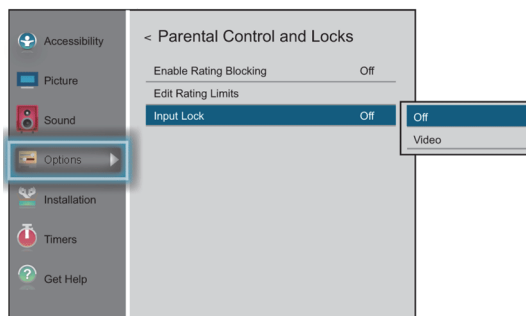 Accessibility
Picture
Sound
Options
Installation
Timers
Get Help
< Parental Control and Locks
Enable Rating Blocking Off
Edit Rating Limits
Input Lock Off
Off
Video